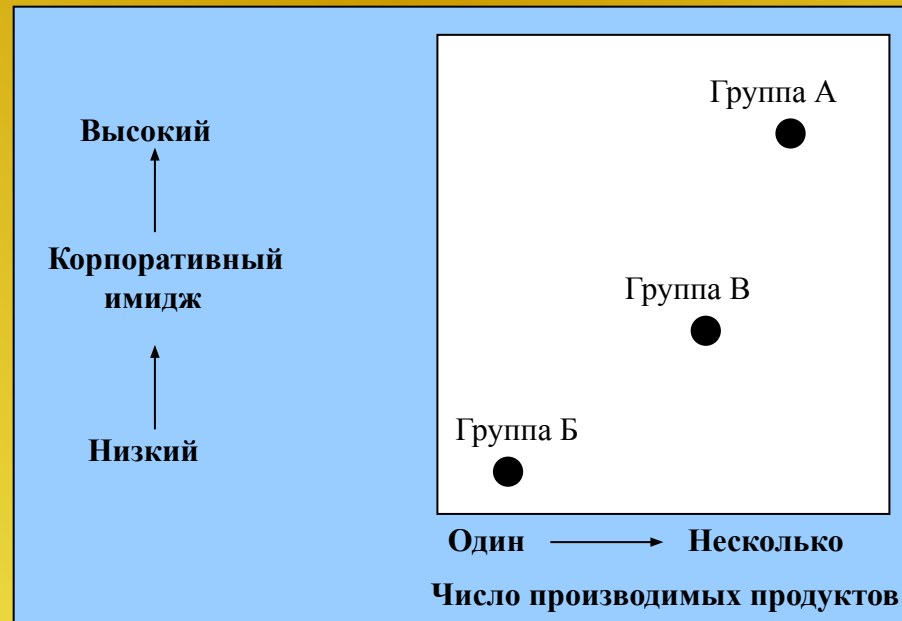 Группа А
Высокий
Корпоративный
имидж
Группа В
Группа Б
Низкий
Один Несколько
Число производимых продуктов